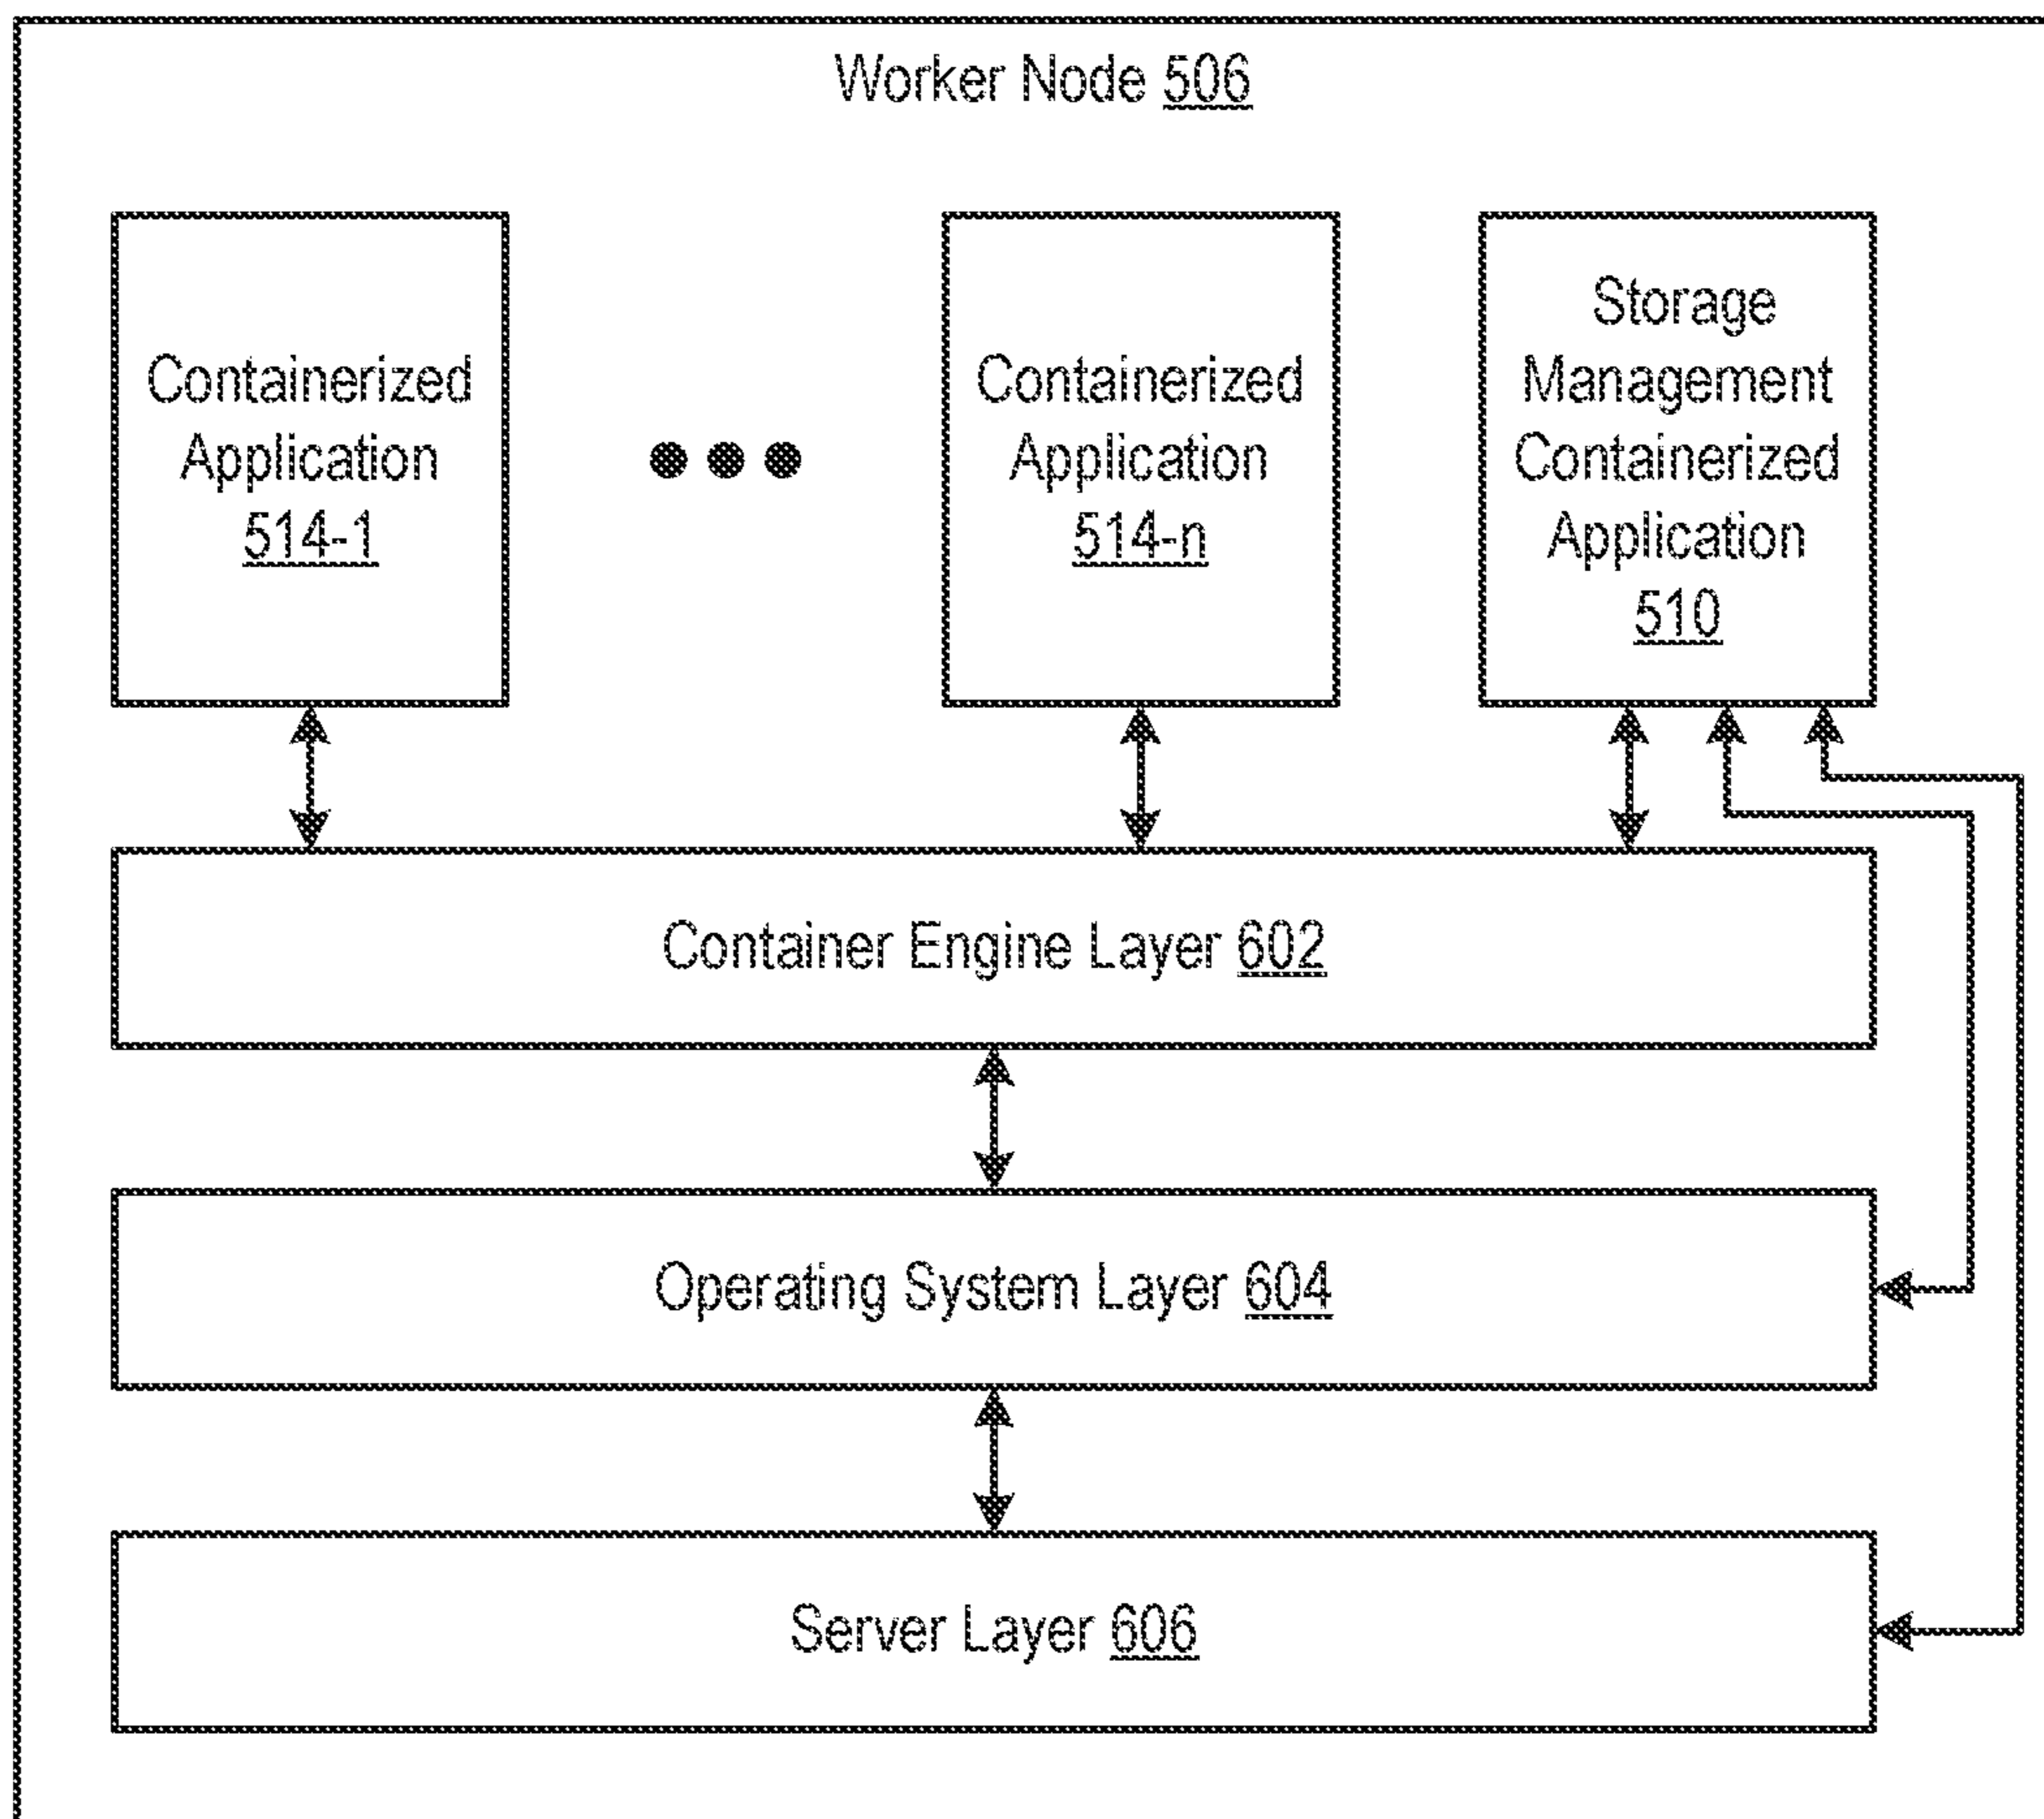 Worker Node 506
Containerized
Application
514-1
Containerized
Application
514-n
Storage
Management
Containerized
Application
510
Container Engine Layer 602
Operating System Layer 604
Server Layer 606